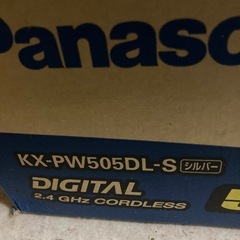 Panaso
KX-PW505DL-S シルバー
DIGITAL
2.4 GHz CORDLESS